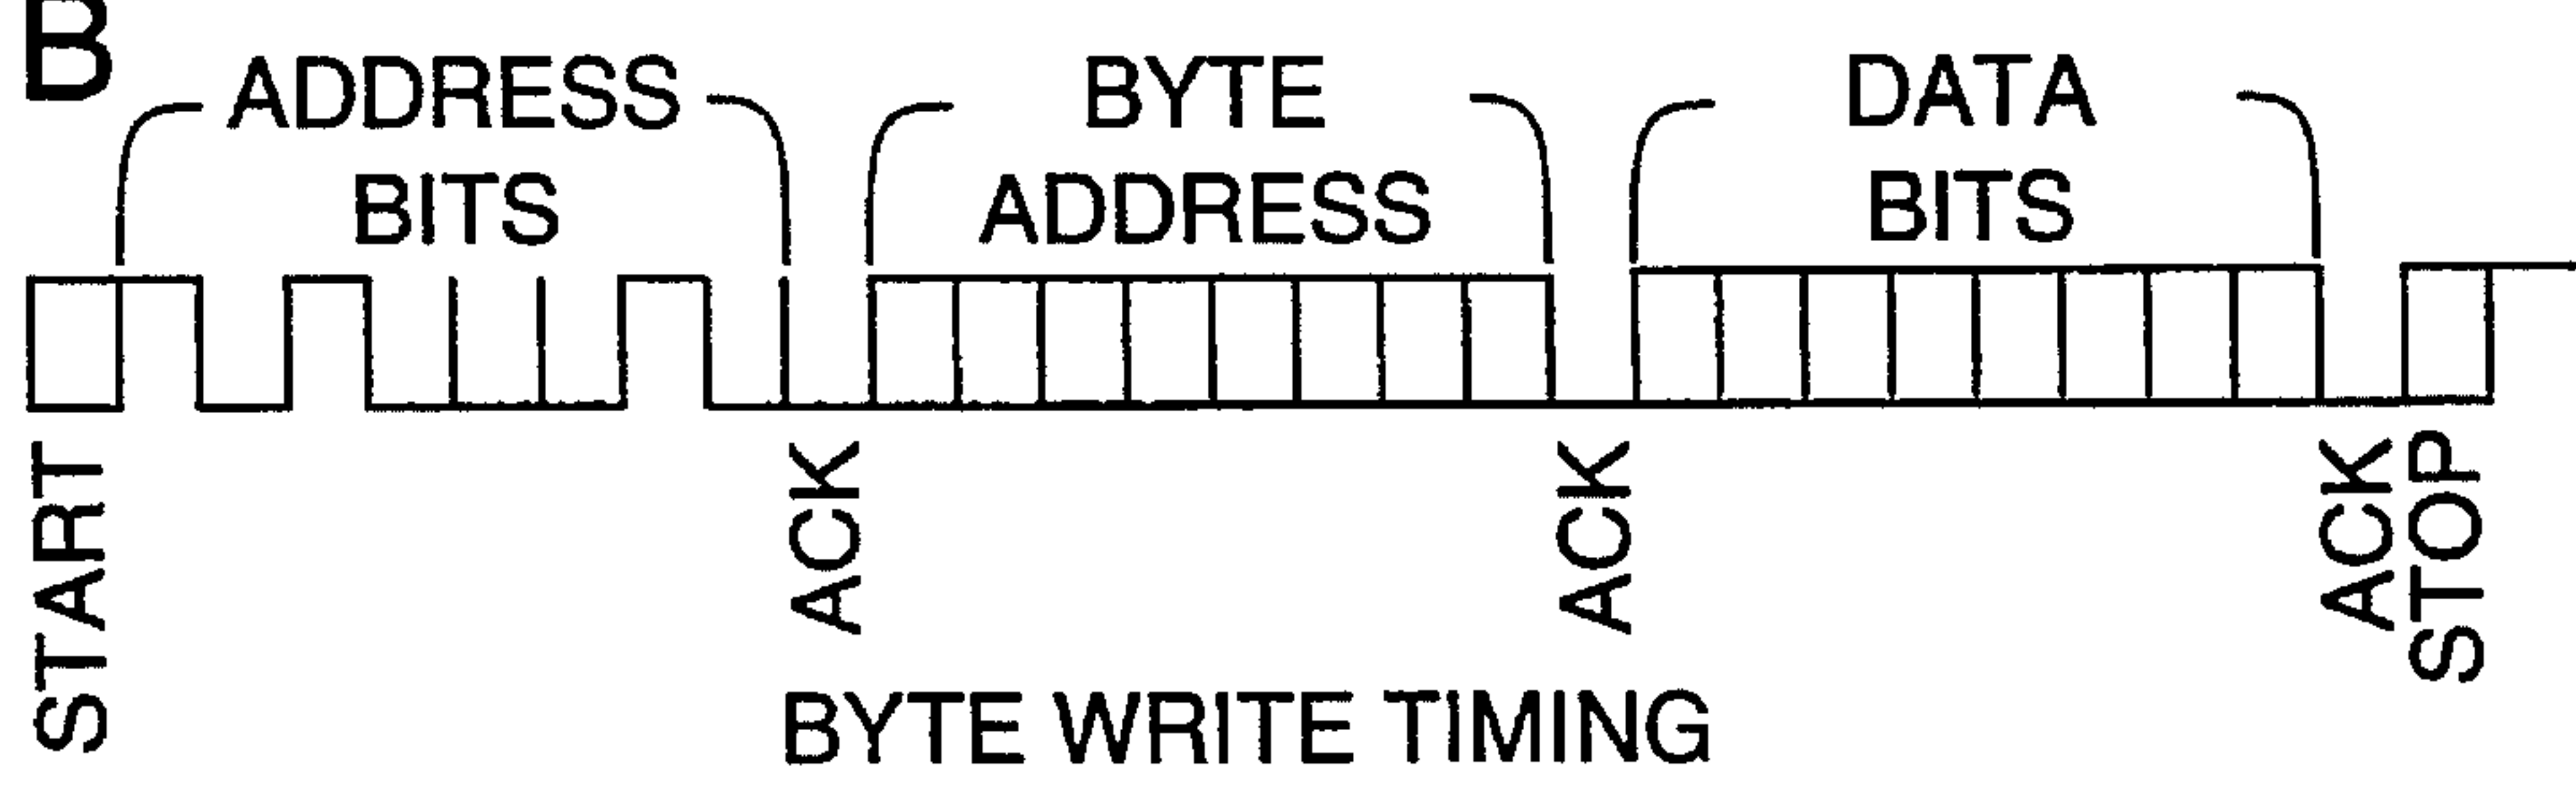 B
ADDRESS
BITS
BYTE
ADDRESS
DATA
BITS
START
ACK
ACK
ACK
STOP
BYTE WRITE TIMING